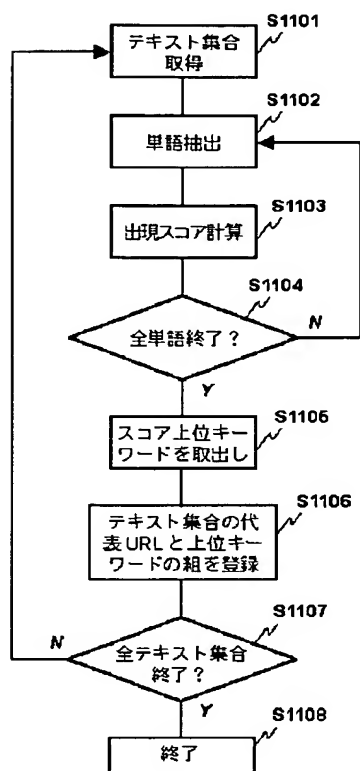 S1101
テキスト集合
取得
S1102
単語抽出
S1103
出現スコア計算
S1104
全単語終了?
N
Y
S1105
スコア上位キー
ワードを取出し
S1106
テキスト集合の代
表URLと上位キー
ワードの組を登録
S1107
N
全テキスト集合
終了?
Y
S1108
終了